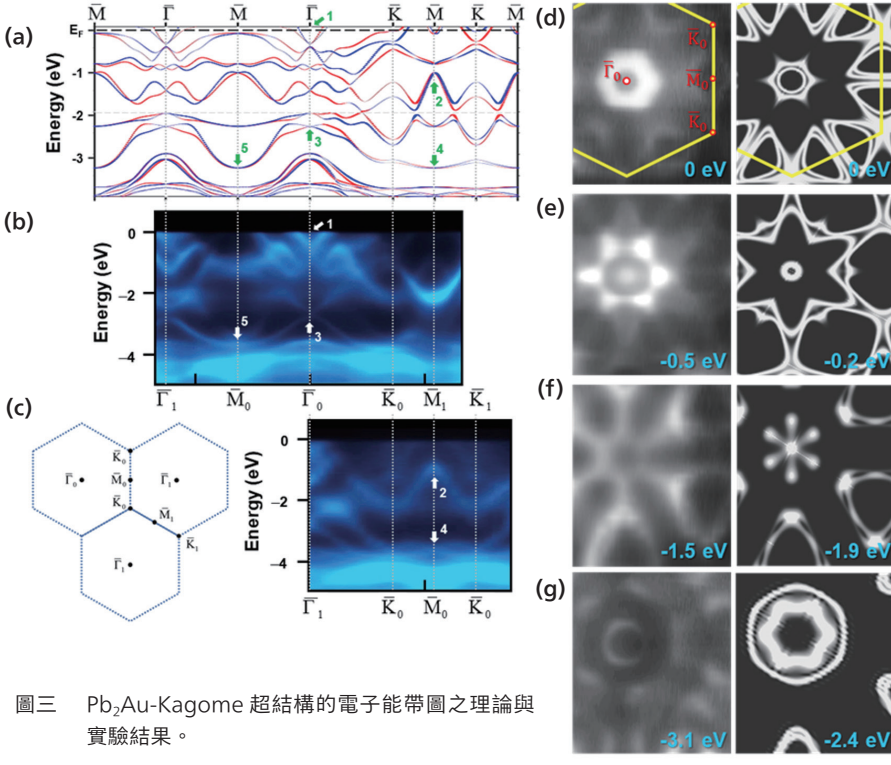 (a)
M̄ Γ̄ M̄ Γ̄ K̄ M̄ K̄ M̄
E_F
-1
-2
-3
Energy (eV)
1
2
3
4
5
(b)
0
−2
−4
Energy (eV)
1
5
3
Γ̄₁ M̄₀ Γ̄₀ K̄₀ M̄₁ K̄₁
(c)
K̄₀
Γ̄₀ M̄₀ Γ̄₁
K̄₀
M̄₁
K̄₁
Γ̄₁
0
−2
−4
Energy (eV)
2
4
Γ̄₁ K̄₀ M̄₀ K̄₀
圖三 Pb₂Au-Kagome 超結構的電子能帶圖之理論與
實驗結果。
(d)
K̄₀
Γ̄₀
M̄₀
K̄₀
0 eV 0 eV
(e)
-0.5 eV -0.2 eV
(f)
-1.5 eV -1.9 eV
(g)
-3.1 eV -2.4 eV